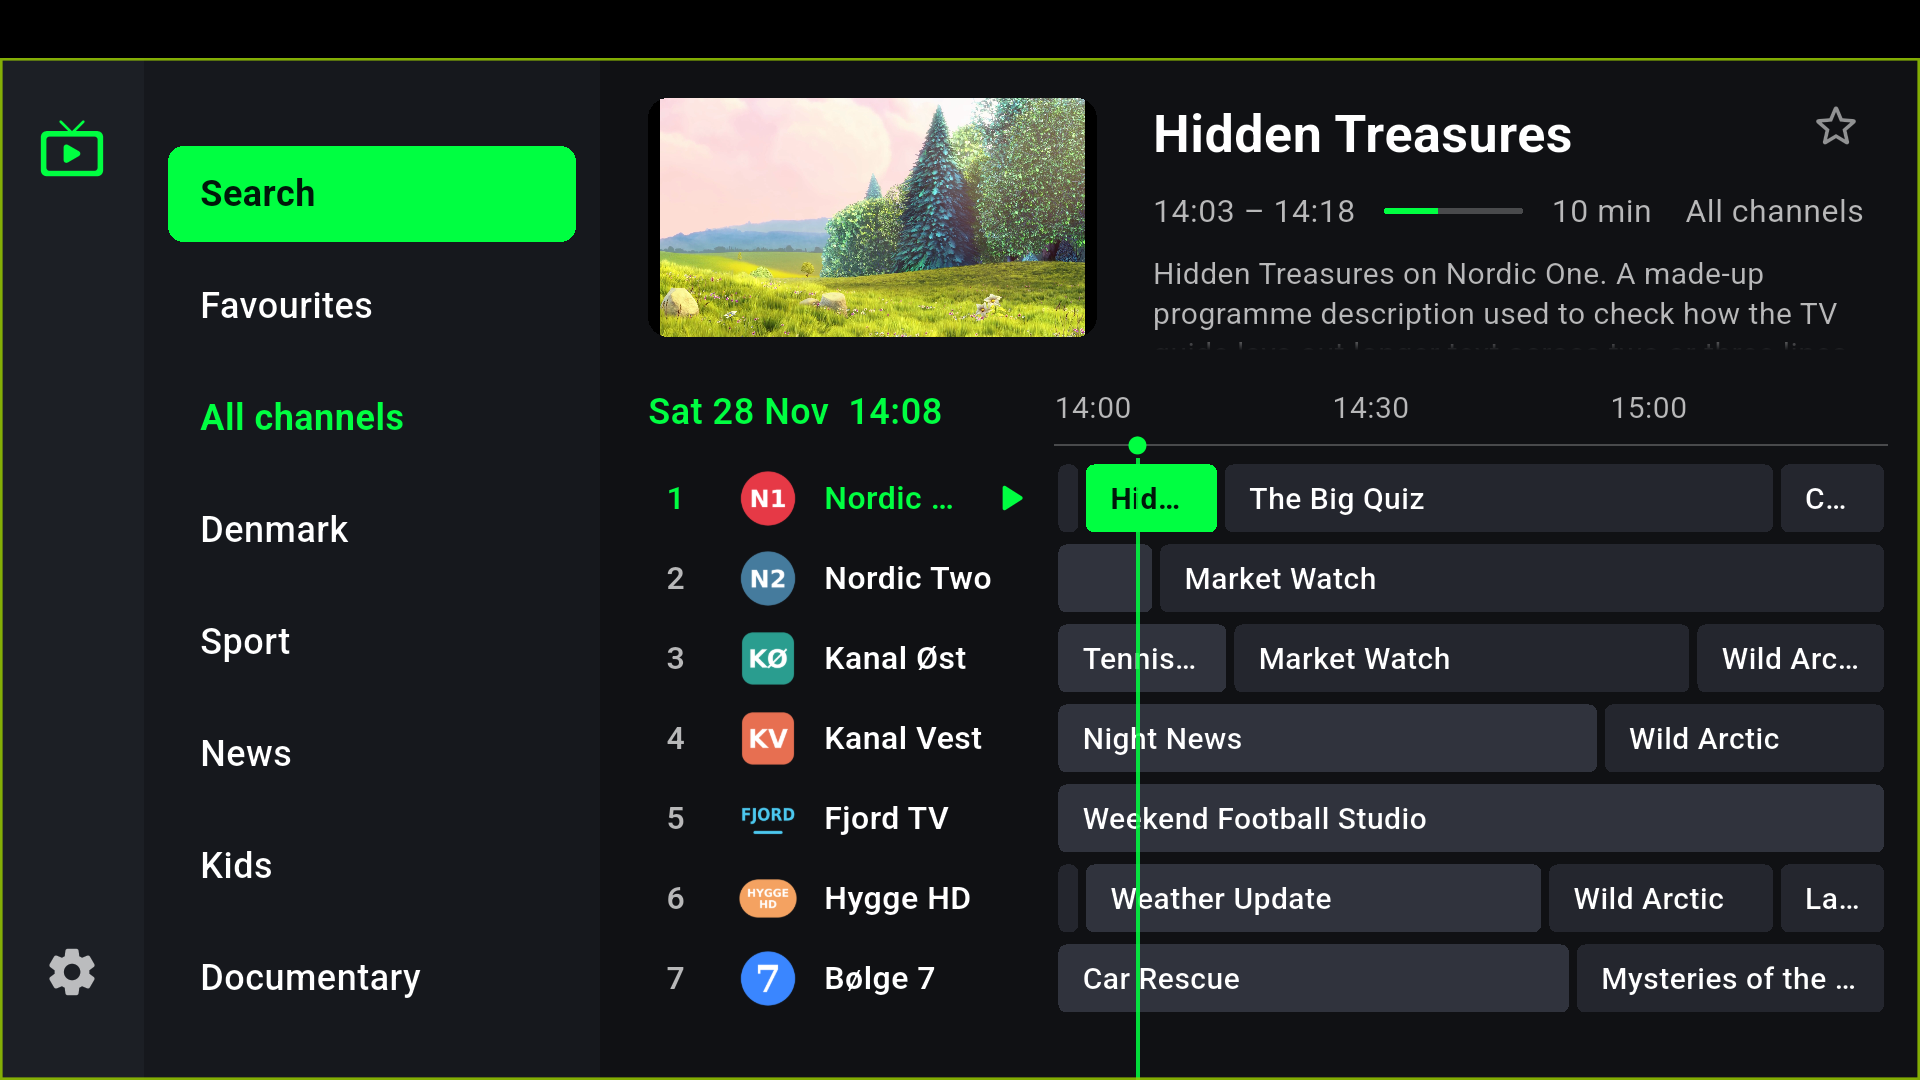 Search
Favourites
All channels
Denmark
Sport
News
Kids
Documentary
Hidden Treasures
14:03 – 14:18 10 min All channels
Hidden Treasures on Nordic One. A made-up
programme description used to check how the TV
Sat 28 Nov 14:08 14:00 14:30 15:00
1 N1 Nordic ... Hid... The Big Quiz C...
2 N2 Nordic Two Market Watch
3 KØ Kanal Øst Tennis... Market Watch Wild Arc...
4 KV Kanal Vest Night News Wild Arctic
5 FJORD Fjord TV Weekend Football Studio
6 HYGGE HD Hygge HD Weather Update Wild Arctic La...
7 7 Bølge 7 Car Rescue Mysteries of the ...